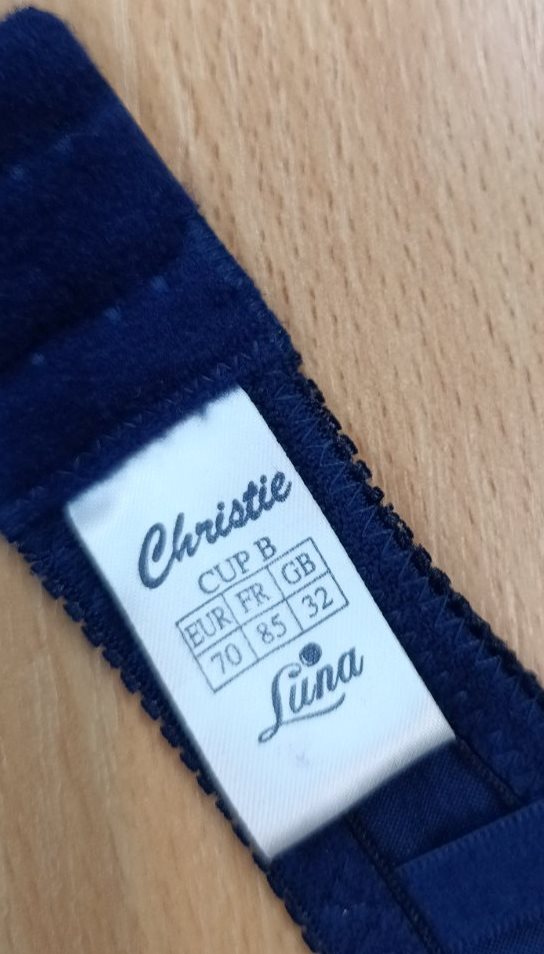 Christie
CUP B
EUR FR GB
70 85 32
Luna